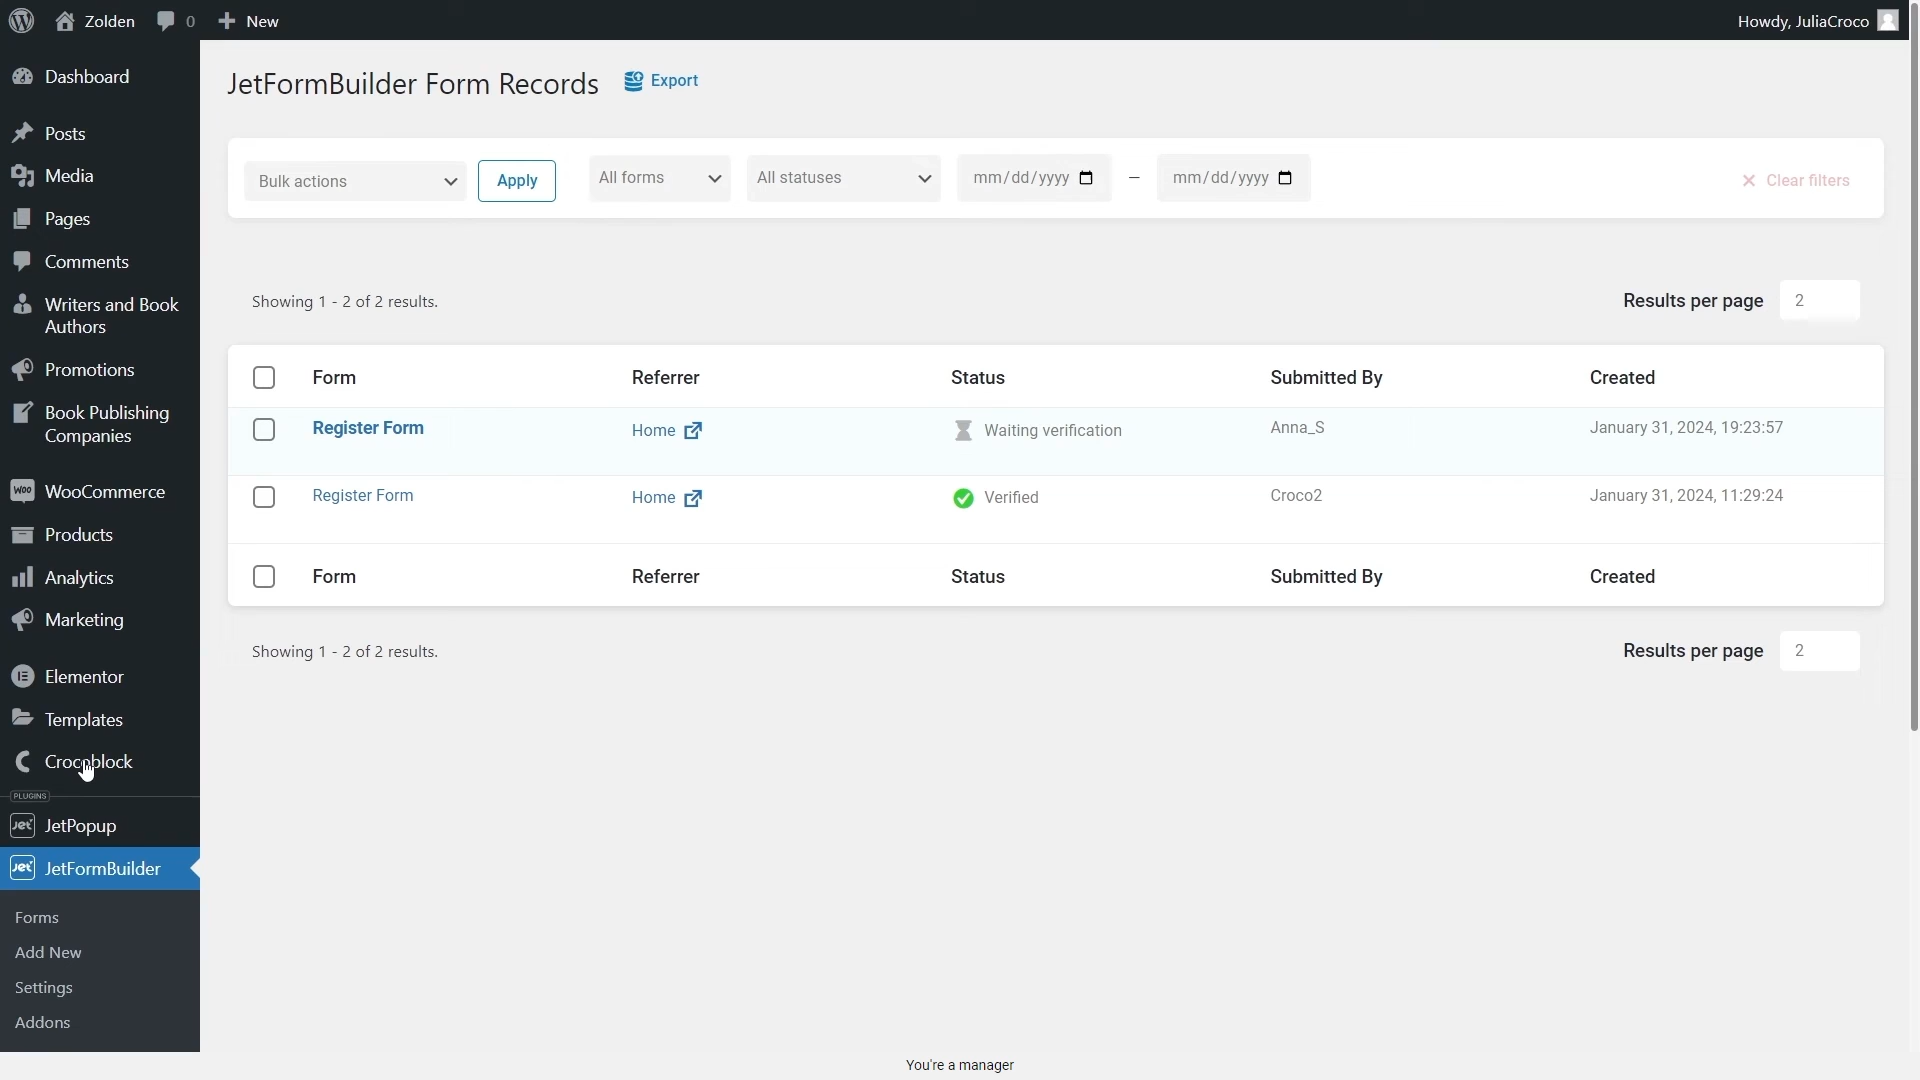 Zolden 0 New Howdy, JuliaCroco
Dashboard
Posts
Media
Pages
Comments
Writers and Book
Authors
Promotions
Book Publishing
Companies
WooCommerce
Products
Analytics
Marketing
Elementor
Templates
Crocoblock
PLUGINS
JetPopup
JetFormBuilder
Forms
Add New
Settings
Addons
JetFormBuilder Form Records Export
Bulk actions Apply All forms All statuses mm/dd/yyyy – mm/dd/yyyy Clear filters
Showing 1 - 2 of 2 results. Results per page 2
Form Referrer Status Submitted By Created
Register Form Home Waiting verification Anna_S January 31, 2024, 19:23:57
Register Form Home Verified Croco2 January 31, 2024, 11:29:24
Form Referrer Status Submitted By Created
Showing 1 - 2 of 2 results. Results per page 2
You're a manager